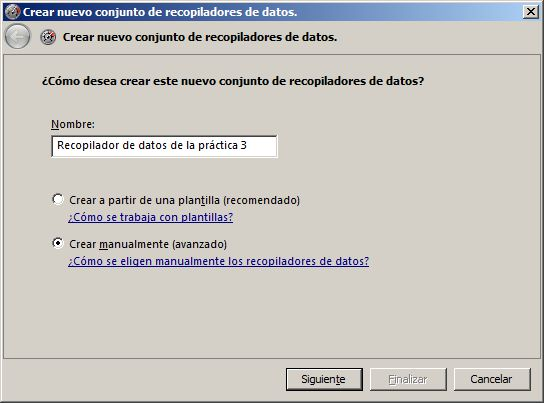 Crear nuevo conjunto de recopiladores de datos.
Crear nuevo conjunto de recopiladores de datos.
¿Cómo desea crear este nuevo conjunto de recopiladores de datos?
Nombre:
Recopilador de datos de la práctica 3
Crear a partir de una plantilla (recomendado)
¿Cómo se trabaja con plantillas?
Crear manualmente (avanzado)
¿Cómo se eligen manualmente los recopiladores de datos?
Siguiente Finalizar Cancelar